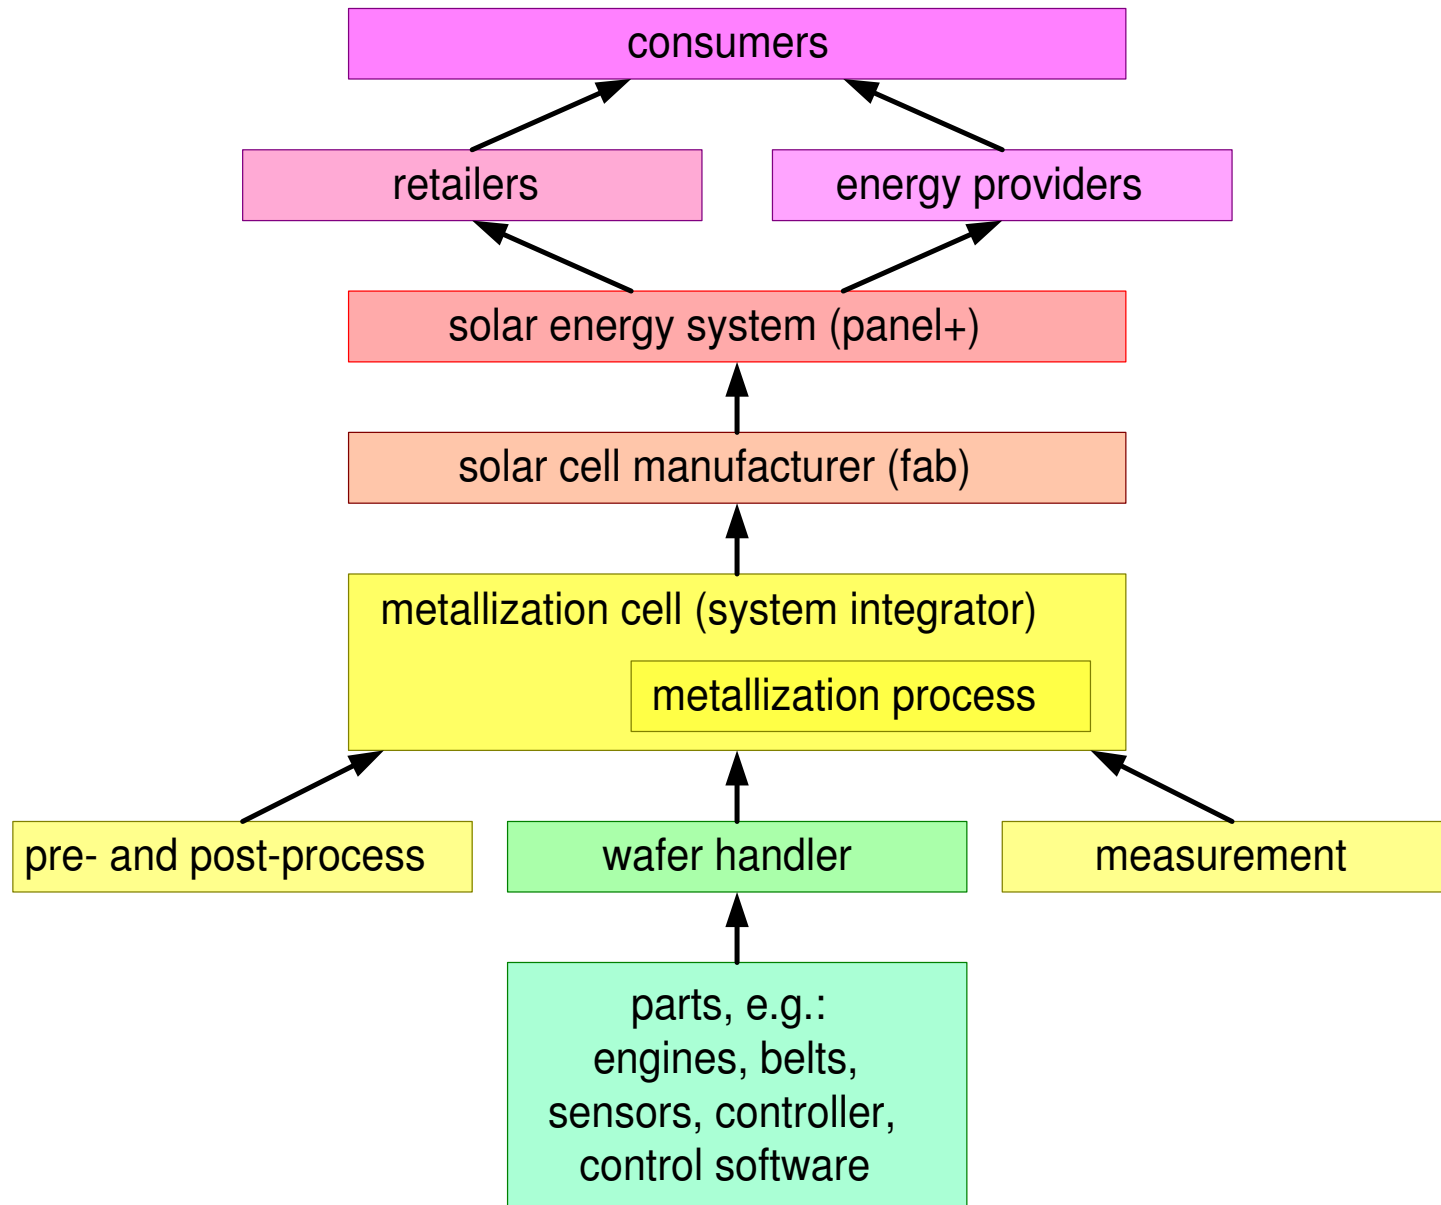 consumers
retailers
energy providers
solar energy system (panel+)
solar cell manufacturer (fab)
metallization cell (system integrator)
metallization process
pre- and post-process
wafer handler
measurement
parts, e.g.:
engines, belts,
sensors, controller,
control software